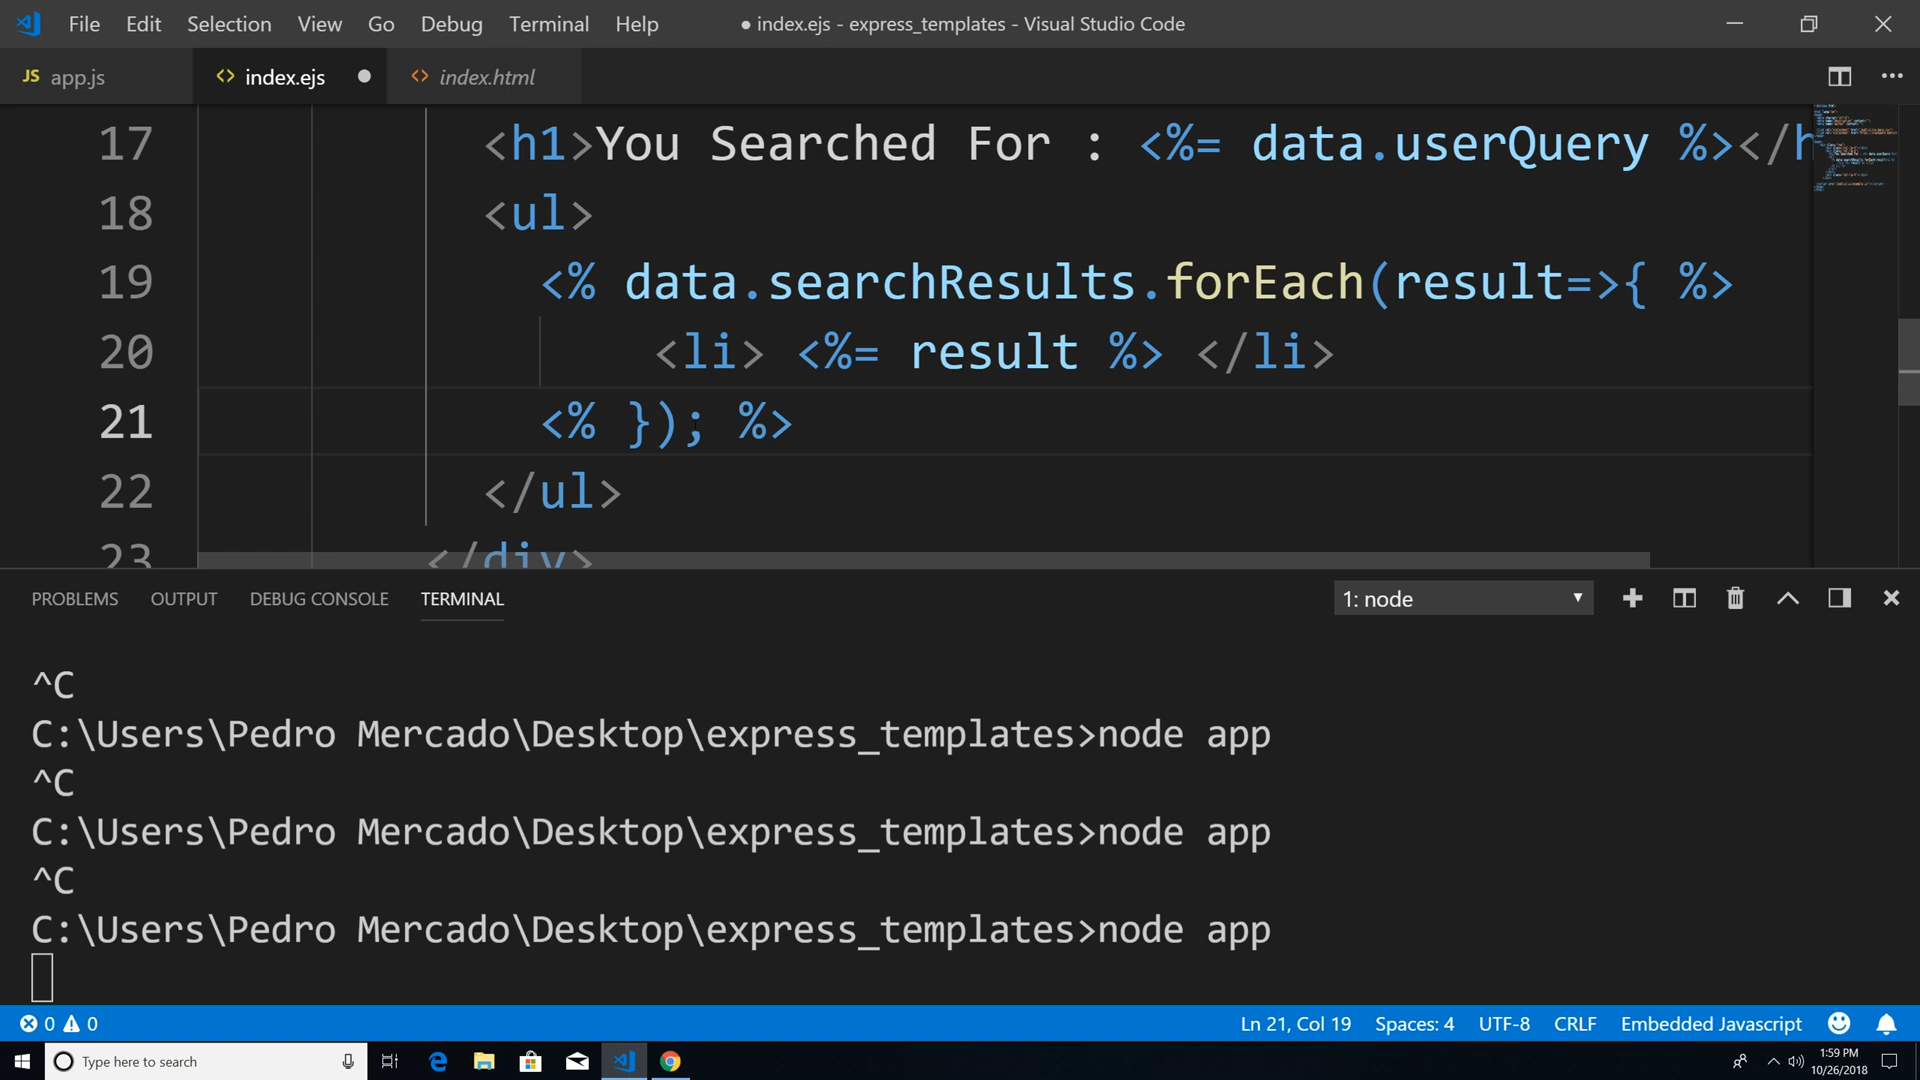 File Edit Selection View Go Debug Terminal Help ● index.ejs - express_templates - Visual Studio Code
JS app.js <> index.ejs ● <> index.html ...
17 <h1>You Searched For : <%= data.userQuery %></h
18 <ul>
19 <% data.searchResults.forEach(result=>{ %>
20 <li> <%= result %> </li>
21 <% }); %>
22 </ul>
23 </div>
PROBLEMS OUTPUT DEBUG CONSOLE TERMINAL 1: node
^C
C:\Users\Pedro Mercado\Desktop\express_templates>node app
^C
C:\Users\Pedro Mercado\Desktop\express_templates>node app
^C
C:\Users\Pedro Mercado\Desktop\express_templates>node app
0 0 Ln 21, Col 19 Spaces: 4 UTF-8 CRLF Embedded Javascript
Type here to search 1:59 PM
10/26/2018